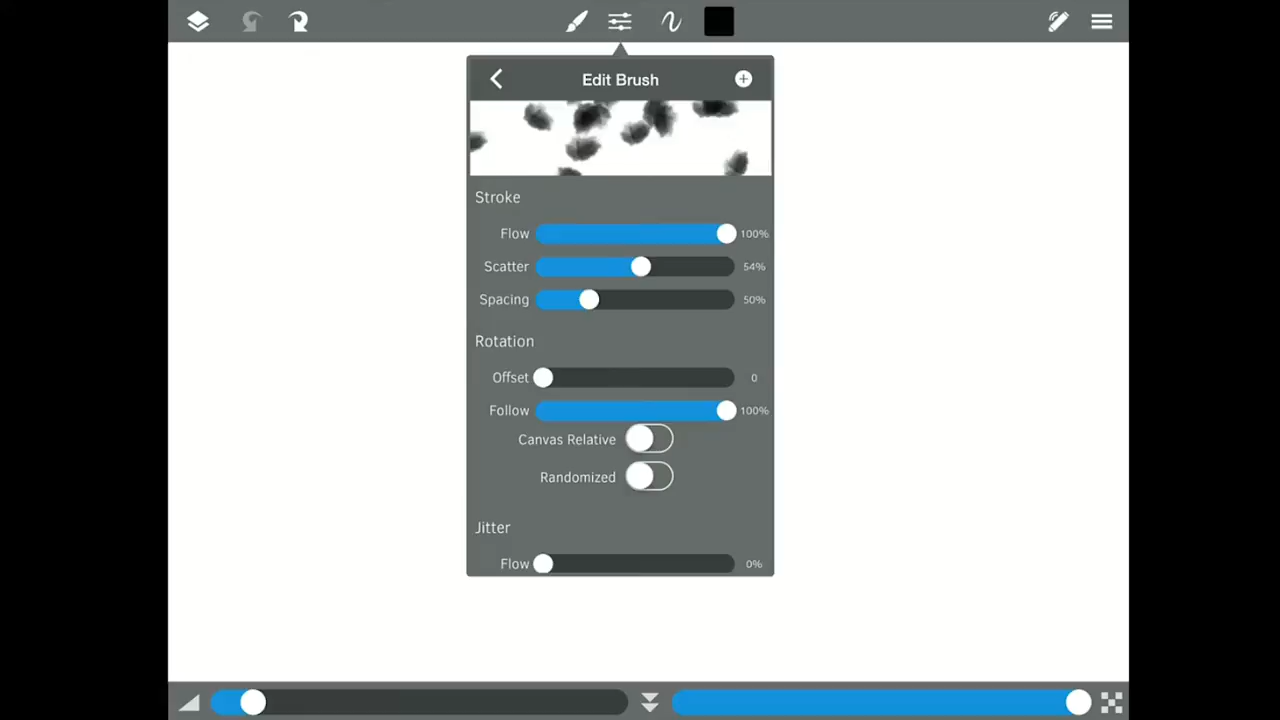 Edit Brush
Stroke
Flow 100%
Scatter 54%
Spacing 50%
Rotation
Offset 0
Follow 100%
Canvas Relative
Randomized
Jitter
Flow 0%